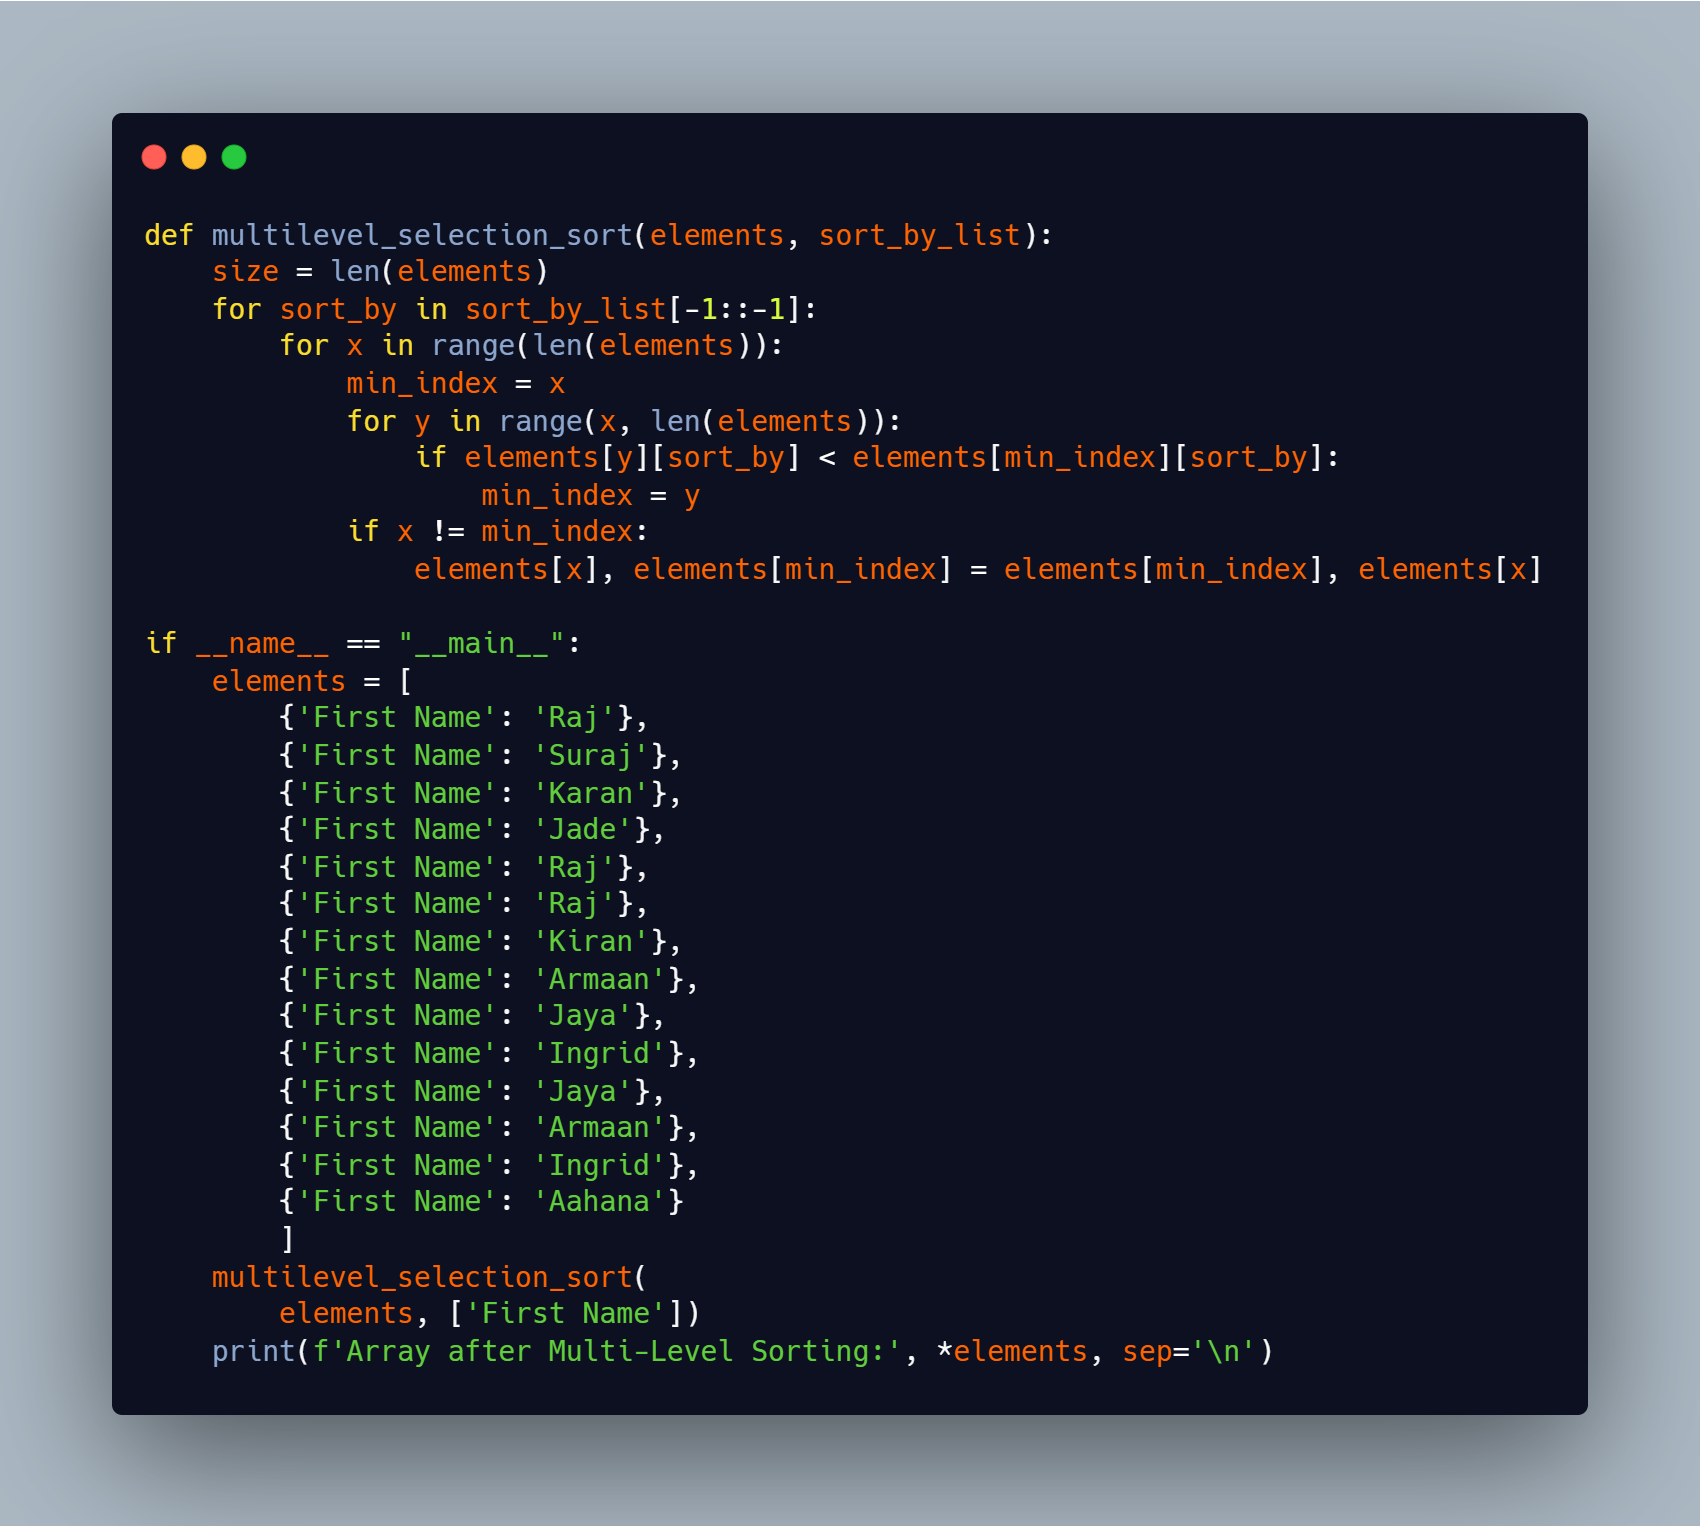 def multilevel_selection_sort(elements, sort_by_list):
    size = len(elements)
    for sort_by in sort_by_list[-1::-1]:
        for x in range(len(elements)):
            min_index = x
            for y in range(x, len(elements)):
                if elements[y][sort_by] < elements[min_index][sort_by]:
                    min_index = y
            if x != min_index:
                elements[x], elements[min_index] = elements[min_index], elements[x]

if __name__ == "__main__":
    elements = [
        {'First Name': 'Raj'},
        {'First Name': 'Suraj'},
        {'First Name': 'Karan'},
        {'First Name': 'Jade'},
        {'First Name': 'Raj'},
        {'First Name': 'Raj'},
        {'First Name': 'Kiran'},
        {'First Name': 'Armaan'},
        {'First Name': 'Jaya'},
        {'First Name': 'Ingrid'},
        {'First Name': 'Jaya'},
        {'First Name': 'Armaan'},
        {'First Name': 'Ingrid'},
        {'First Name': 'Aahana'}
        ]
    multilevel_selection_sort(
        elements, ['First Name'])
    print(f'Array after Multi-Level Sorting:', *elements, sep='\n')